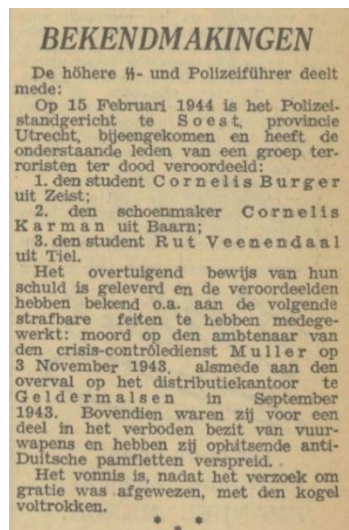 BEKENDMAKINGEN
De höhere ᛋᛋ- und Polizeiführer deelt
mede:
Op 15 Februari 1944 is het Polizei-
standgericht te Soest, provincie
Utrecht, bijeengekomen en heeft de
onderstaande leden van een groep ter-
roristen ter dood veroordeeld:
1. den student Cornelis Burger
uit Zeist;
2. den schoenmaker Cornelis
Karman uit Baarn;
3. den student Rut Veenendaal
uit Tiel.
Het overtuigend bewijs van hun
schuld is geleverd en de veroordeelden
hebben bekend o.a. aan de volgende
strafbare feiten te hebben medege-
werkt: moord op den ambtenaar van
den crisis-contrôledienst Muller op
3 November 1943, alsmede aan den
overval op het distributiekantoor te
Geldermalsen in September
1943. Bovendien waren zij voor een
deel in het verboden bezit van vuur-
wapens en hebben zij ophitsende anti-
Duitsche pamfletten verspreid.
Het vonnis is, nadat het verzoek om
gratie was afgewezen, met den kogel
voltrokken.
* * *